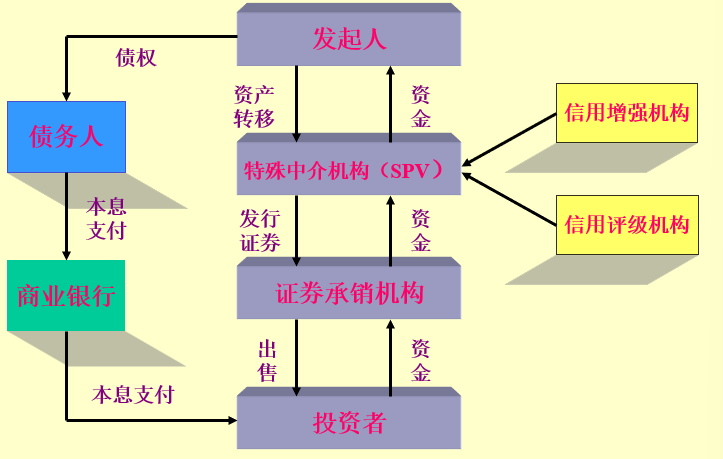 发起人
债权
资产
转移
资
金
债务人
信用增强机构
特殊中介机构（SPV）
本息
支付
发行
证券
资
金
信用评级机构
商业银行
证券承销机构
出
售
资
金
本息支付
投资者